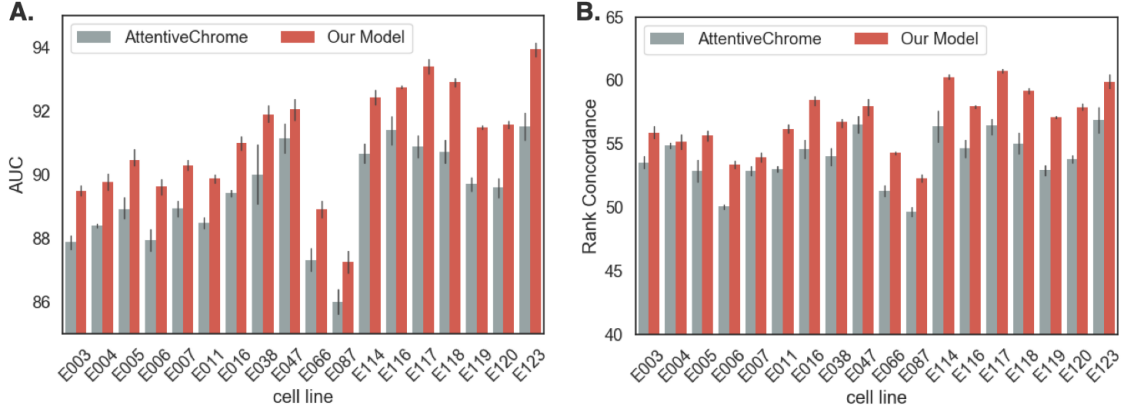 A.
AttentiveChrome
Our Model
94
92
90
88
86
AUC
E003
E004
E005
E006
E007
E011
E016
E038
E047
E066
E087
E114
E116
E117
E118
E119
E120
E123
cell line
B.
AttentiveChrome
Our Model
65
60
55
50
45
40
Rank Concordance
E003
E004
E005
E006
E007
E011
E016
E038
E047
E066
E087
E114
E116
E117
E118
E119
E120
E123
cell line